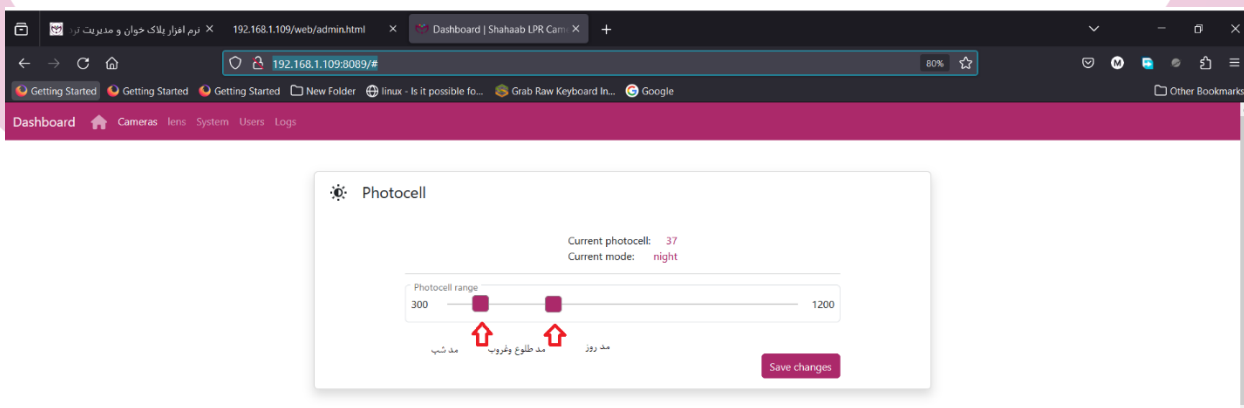 نرم افزار پلاک خوان و مدیریت ترد
192.168.1.109/web/admin.html
Dashboard | Shahaab LPR Came
192.168.1.109:8089/#
80%
Getting Started
Getting Started
Getting Started
New Folder
linux - Is it possible fo...
Grab Raw Keyboard In...
Google
Other Bookmarks
Dashboard Cameras lens System Users Logs
Photocell
Current photocell: 37
Current mode: night
Photocell range
300 1200
مد شب
مد طلوع وغروب
مد روز
Save changes